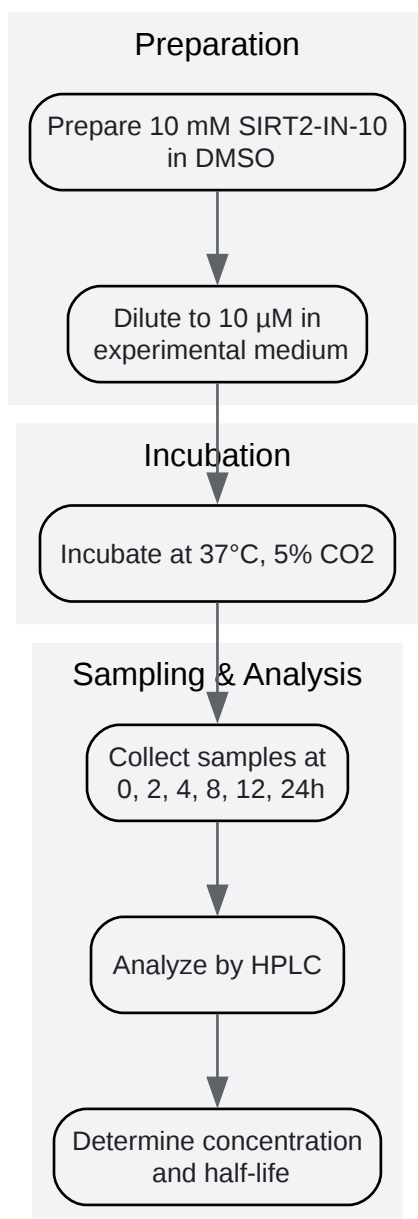 Preparation
Prepare 10 mM SIRT2-IN-10
in DMSO
Dilute to 10 µM in
experimental medium
Incubation
Incubate at 37°C, 5% CO2
Sampling & Analysis
Collect samples at
0, 2, 4, 8, 12, 24h
Analyze by HPLC
Determine concentration
and half-life